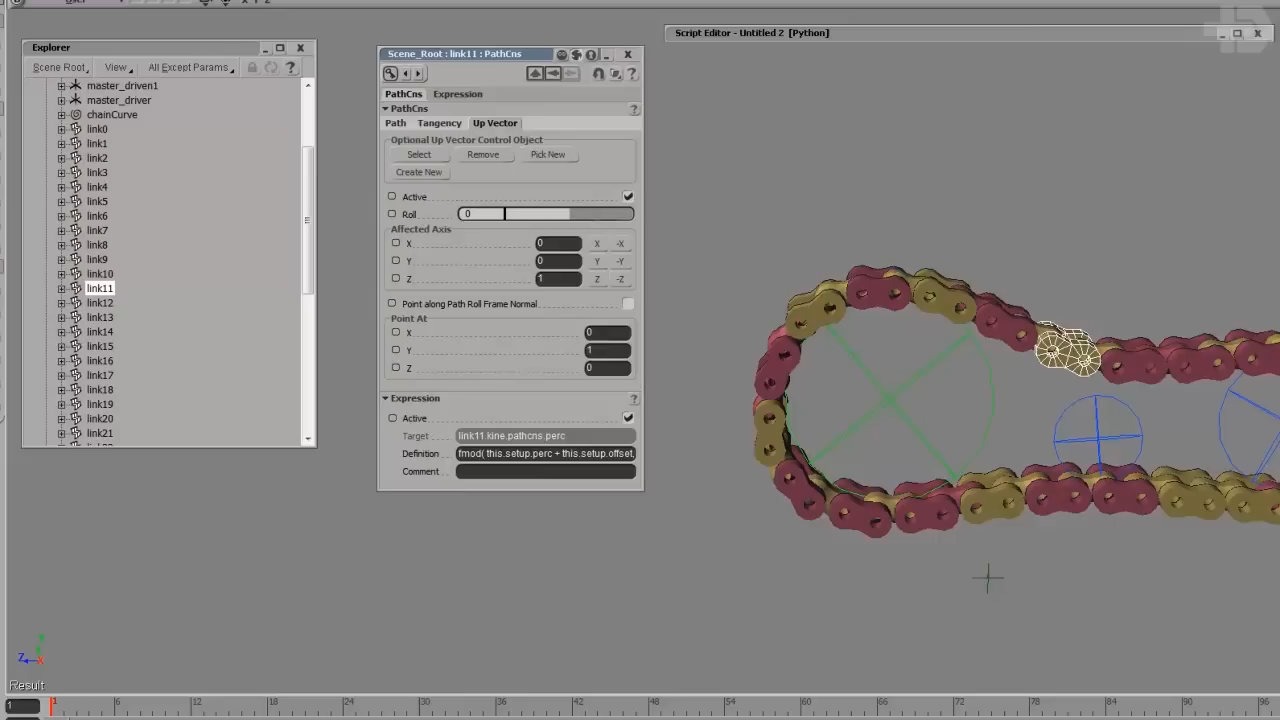 Script Editor - Untitled 2 [Python]
Explorer
Scene Root, View, All Except Params, ?
master_driven1
master_driver
chainCurve
link0
link1
link2
link3
link4
link5
link6
link7
link8
link9
link10
link11
link12
link13
link14
link15
link16
link17
link18
link19
link20
link21
Scene_Root : link11 : PathCns
PathCns Expression
PathCns ?
Path Tangency Up Vector
Optional Up Vector Control Object
Select Remove Pick New
Create New
Active
Roll 0
Affected Axis
X 0 X -X
Y 0 Y -Y
Z 1 Z -Z
Point along Path Roll Frame Normal
Point At
X 0
Y 1
Z 0
Expression ?
Active
Target link11.kine.pathcns.perc
Definition fmod( this.setup.perc + this.setup.offset,
Comment
Z
Result
1 1 6 12 18 24 30 36 42 48 54 60 66 72 78 84 90 96